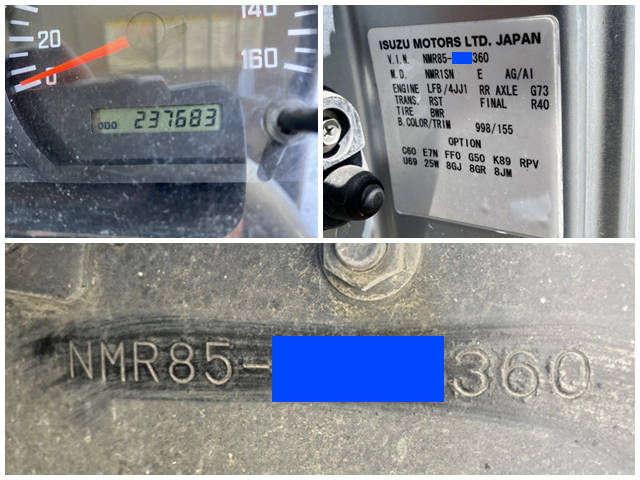 140
20
160
0
ODO 237683
ISUZU MOTORS LTD. JAPAN
V.I.N. NMR85- 360
M.D. NMR1SN E AG/AI
ENGINE LFB/4JJ1 RR AXLE G73
TRANS. RST FINAL R40
TIRE BWR
B.COLOR/TRIM 998/155
OPTION
C60 E7N FF0 G50 K89 RPV
U69 25W 8GJ 8GR 8JM
NMR85- 360